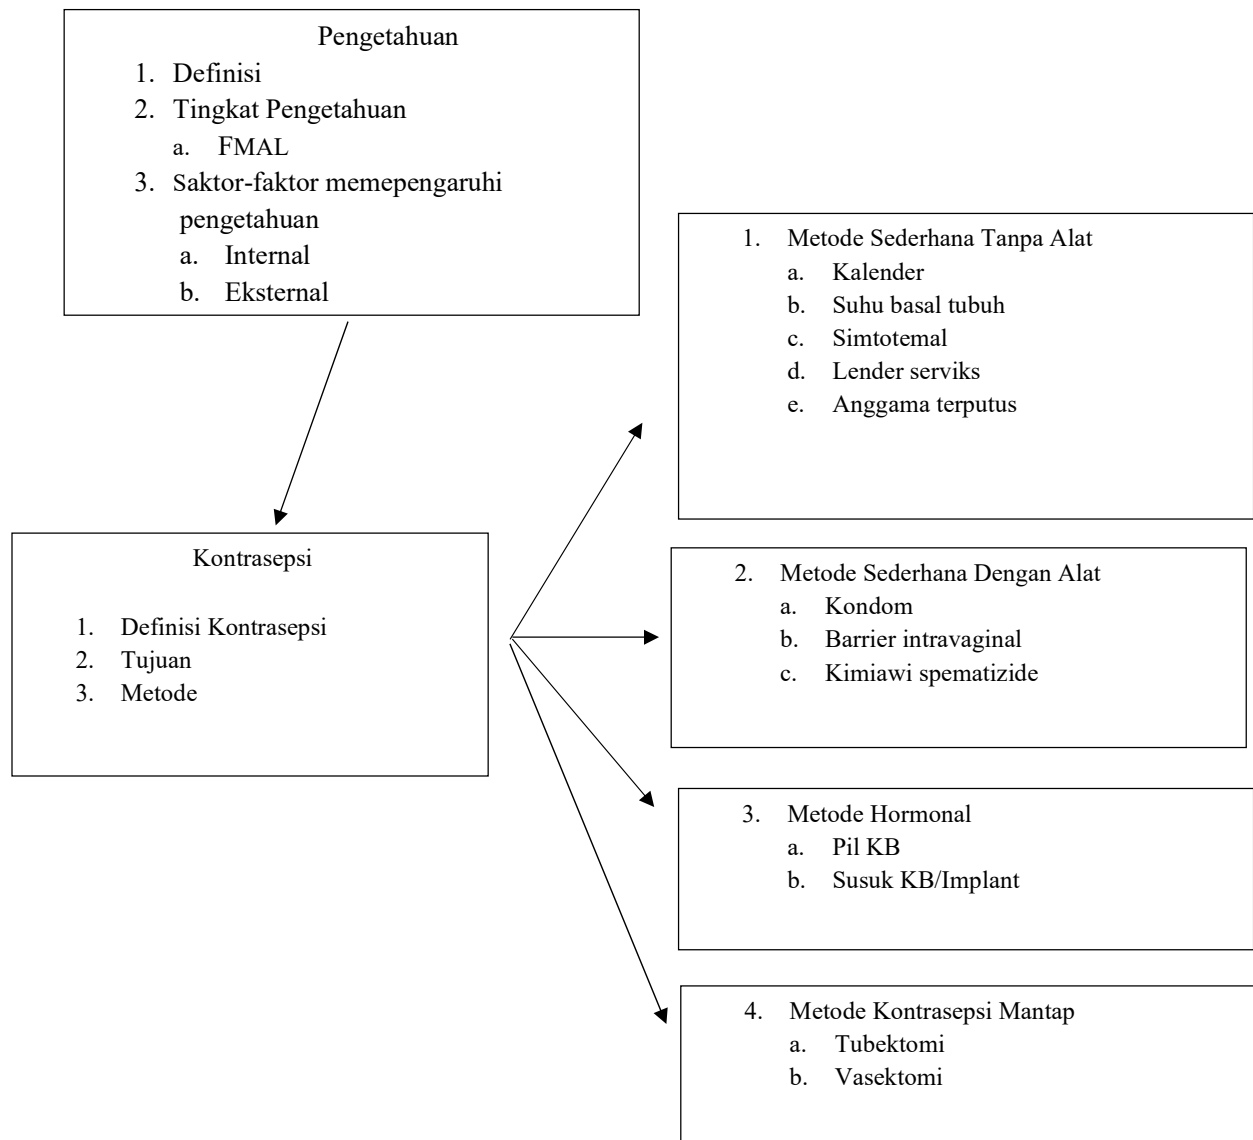 Pengetahuan
1. Definisi
2. Tingkat Pengetahuan
a. FMAL
3. Saktor-faktor memepengaruhi
pengetahuan
a. Internal
b. Eksternal
Kontrasepsi
1. Definisi Kontrasepsi
2. Tujuan
3. Metode
1. Metode Sederhana Tanpa Alat
a. Kalender
b. Suhu basal tubuh
c. Simtotemal
d. Lender serviks
e. Anggama terputus
2. Metode Sederhana Dengan Alat
a. Kondom
b. Barrier intravaginal
c. Kimiawi spematizide
3. Metode Hormonal
a. Pil KB
b. Susuk KB/Implant
4. Metode Kontrasepsi Mantap
a. Tubektomi
b. Vasektomi